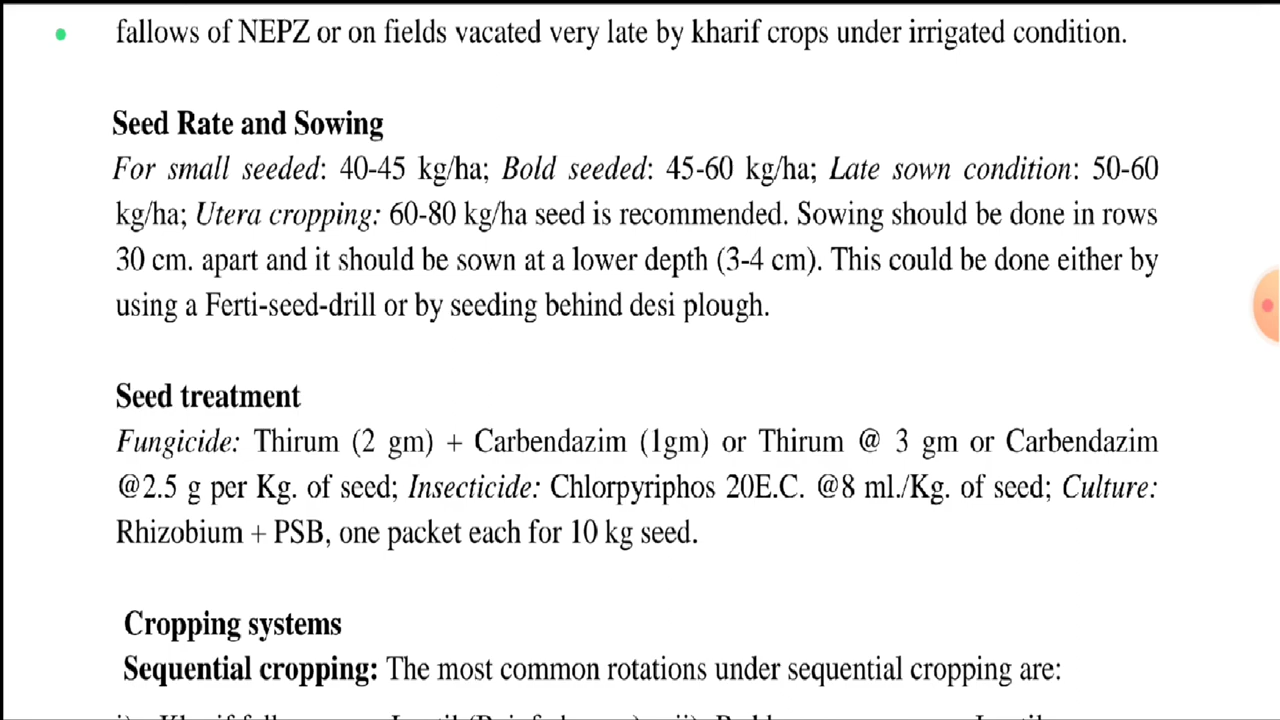 fallows of NEPZ or on fields vacated very late by kharif crops under irrigated condition.
Seed Rate and Sowing
For small seeded: 40-45 kg/ha; Bold seeded: 45-60 kg/ha; Late sown condition: 50-60
kg/ha; Utera cropping: 60-80 kg/ha seed is recommended. Sowing should be done in rows
30 cm. apart and it should be sown at a lower depth (3-4 cm). This could be done either by
using a Ferti-seed-drill or by seeding behind desi plough.
Seed treatment
Fungicide: Thirum (2 gm) + Carbendazim (1gm) or Thirum @ 3 gm or Carbendazim
@2.5 g per Kg. of seed; Insecticide: Chlorpyriphos 20E.C. @8 ml./Kg. of seed; Culture:
Rhizobium + PSB, one packet each for 10 kg seed.
Cropping systems
Sequential cropping: The most common rotations under sequential cropping are: